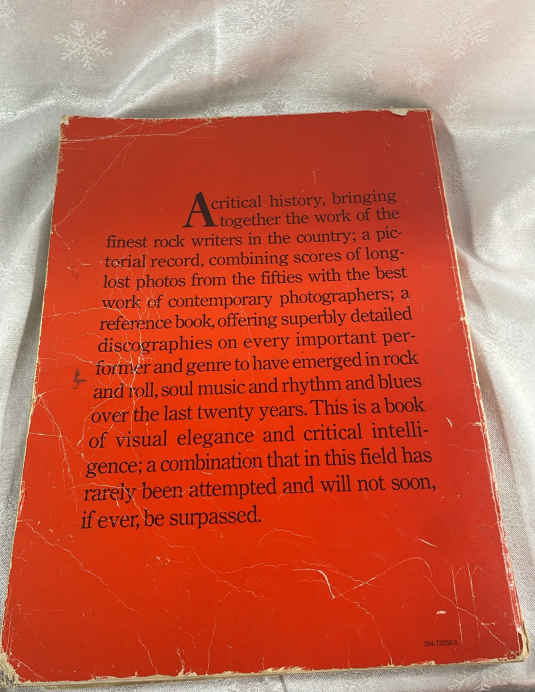 A critical history, bringing
together the work of the
finest rock writers in the country; a pic-
torial record, combining scores of long-
lost photos from the fifties with the best
work of contemporary photographers; a
reference book, offering superbly detailed
discographies on every important per-
former and genre to have emerged in rock
and roll, soul music and rhythm and blues
over the last twenty years. This is a book
of visual elegance and critical intelli-
gence; a combination that in this field has
rarely been attempted and will not soon,
if ever, be surpassed.